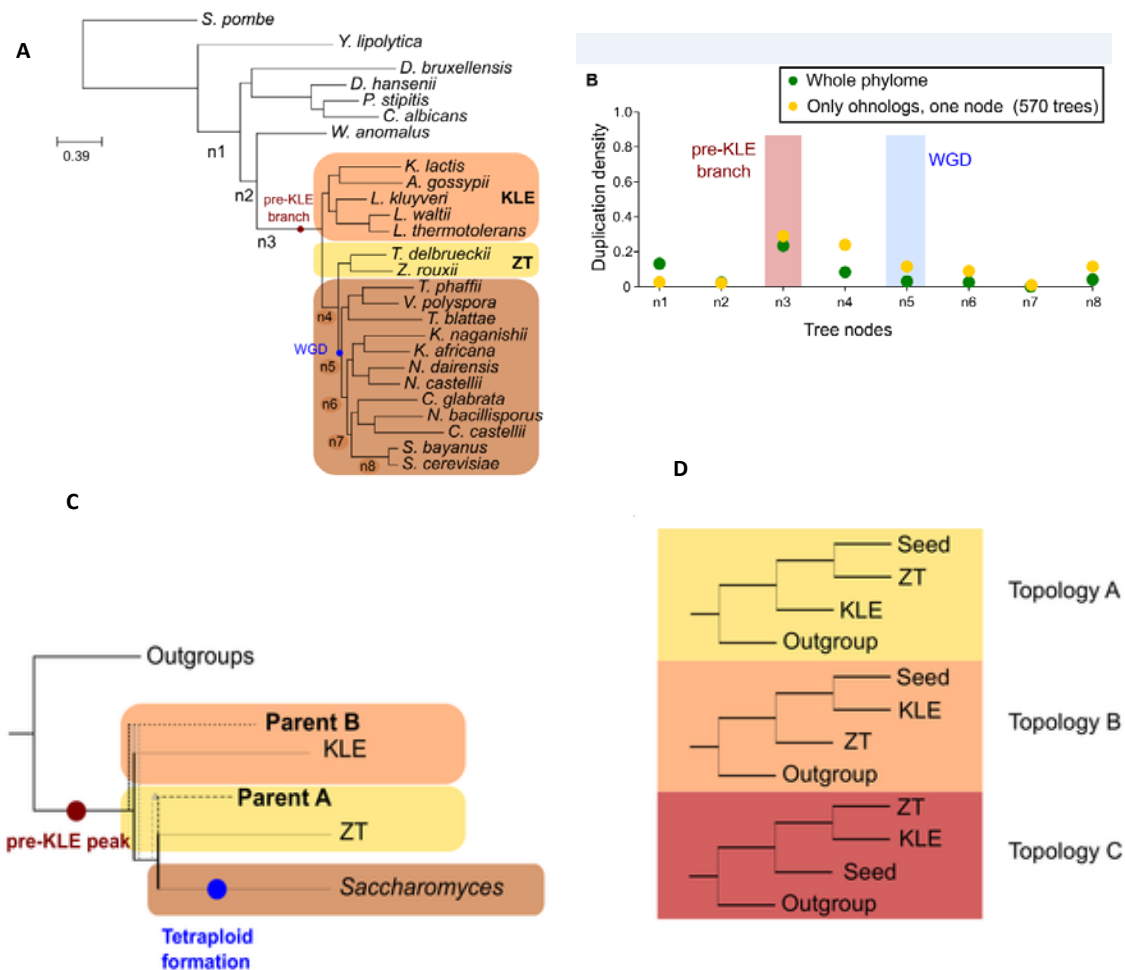 A
S. pombe
Y. lipolytica
D. bruxellensis
D. hansenii
P. stipitis
C. albicans
W. anomalus
0.39
n1
n2
n3
pre-KLE
branch
K. lactis
A. gossypii
L. kluyveri
KLE
L. waltii
L. thermotolerans
T. delbrueckii
ZT
Z. rouxii
T. phaffii
V. polyspora
T. blattae
K. naganishii
K. africana
N. dairensis
N. castellii
C. glabrata
N. bacillisporus
C. castellii
S. bayanus
S. cerevisiae
n4
WGD
n5
n6
n7
n8
B
Whole phylome
Only ohnologs, one node (570 trees)
pre-KLE
branch
WGD
Duplication density
1.0
0.8
0.6
0.4
0.2
0
n1 n2 n3 n4 n5 n6 n7 n8
Tree nodes
C
Outgroups
Parent B
KLE
Parent A
ZT
pre-KLE peak
Saccharomyces
Tetraploid
formation
D
Seed
ZT
KLE
Outgroup
Topology A
Seed
KLE
ZT
Outgroup
Topology B
ZT
KLE
Seed
Outgroup
Topology C